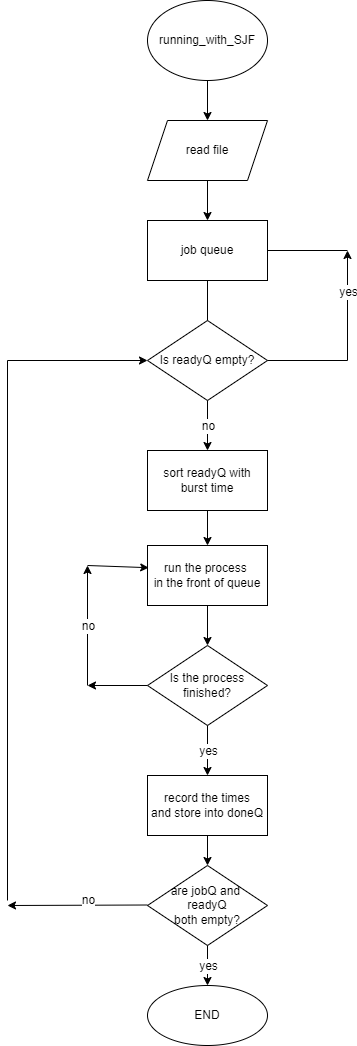 running_with_SJF
read file
job queue
yes
Is readyQ empty?
no
sort readyQ with
burst time
run the process
in the front of queue
no
Is the process
finished?
yes
record the times
and store into doneQ
are jobQ and
readyQ
both empty?
no
yes
END